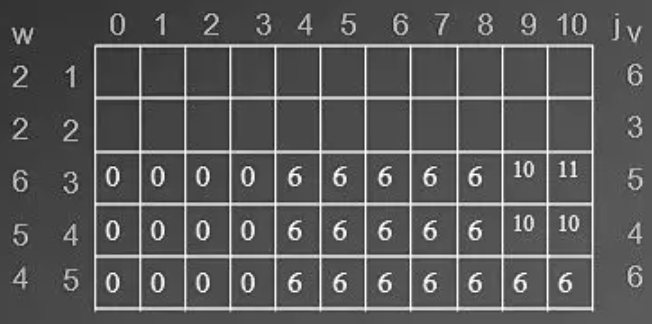 w 0 1 2 3 4 5 6 7 8 9 10 j v
2 1 6
2 2 3
6 3 0 0 0 0 6 6 6 6 6 10 11 5
5 4 0 0 0 0 6 6 6 6 6 10 10 4
4 5 0 0 0 0 6 6 6 6 6 6 6 6